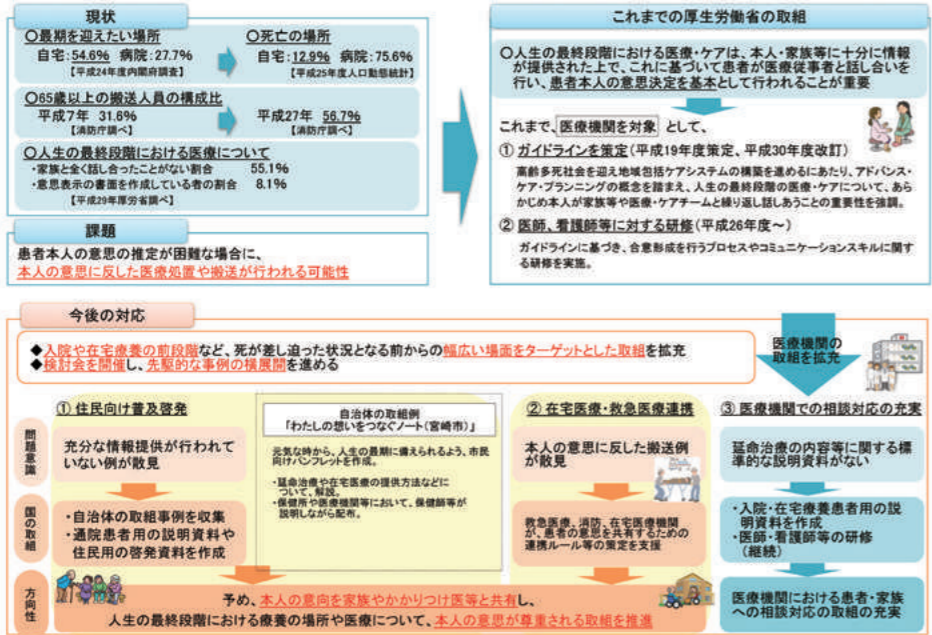 現状
〇最期を迎えたい場所
自宅:54.6% 病院:27.7%
【平成24年度内閣府調査】
〇死亡の場所
自宅:12.9% 病院:75.6%
【平成25年度人口動態統計】
〇65歳以上の搬送人員の構成比
平成7年 31.6%
【消防庁調べ】
平成27年 56.7%
【消防庁調べ】
〇人生の最終段階における医療について
・家族と全く話し合ったことがない割合 55.1%
・意思表示の書面を作成している者の割合 8.1%
【平成29年厚労省調べ】
課題
患者本人の意思の推定が困難な場合に、
本人の意思に反した医療処置や搬送が行われる可能性
これまでの厚生労働省の取組
〇人生の最終段階における医療・ケアは、本人・家族等に十分に情報
が提供された上で、これに基づいて患者が医療従事者と話し合いを
行い、患者本人の意思決定を基本として行われることが重要
これまで、医療機関を対象 として、
① ガイドラインを策定(平成19年度策定、平成30年度改訂)
高齢多死社会を迎え地域包括ケアシステムの構築を進めるにあたり、アドバンス・
ケア・プランニングの概念を踏まえ、人生の最終段階の医療・ケアについて、あら
かじめ本人が家族等や医療・ケアチームと繰り返し話しあうことの重要性を強調。
② 医師、看護師等に対する研修(平成26年度~)
ガイドラインに基づき、合意形成を行うプロセスやコミュニケーションスキルに関す
る研修を実施。
今後の対応
◆入院や在宅療養の前段階など、死が差し迫った状況となる前からの幅広い場面をターゲットとした取組を拡充
◆検討会を開催し、先駆的な事例の横展開を進める
医療機関の
取組を拡充
問題意識
国の取組
方向性
① 住民向け普及啓発
充分な情報提供が行われて
いない例が散見
・自治体の取組事例を収集
・通院患者用の説明資料や
住民用の啓発資料を作成
自治体の取組例
「わたしの想いをつなぐノート(宮崎市)」
元気な時から、人生の最期に備えられるよう、市民
向けパンフレットを作成。
・延命治療や在宅医療の提供方法などに
ついて、解説。
・保健所や医療機関等において、保健師等が
説明しながら配布。
② 在宅医療・救急医療連携
本人の意思に反した搬送例
が散見
救急医療、消防、在宅医療機関
が、患者の意思を共有するための
連携ルール等の策定を支援
③ 医療機関での相談対応の充実
延命治療の内容等に関する標
準的な説明資料がない
・入院・在宅療養患者用の説
明資料を作成
・医師・看護師等の研修
(継続)
医療機関における患者・家族
への相談対応の取組の充実
予め、本人の意向を家族やかかりつけ医等と共有し、
人生の最終段階における療養の場所や医療について、本人の意思が尊重される取組を推進